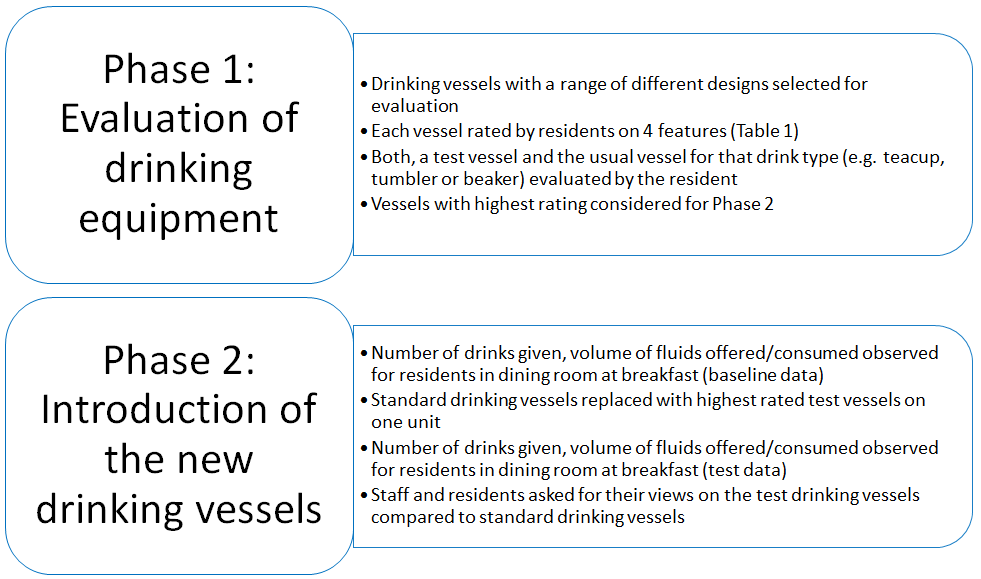 Phase 1:
Evaluation of
drinking
equipment
• Drinking vessels with a range of different designs selected for
evaluation
• Each vessel rated by residents on 4 features (Table 1)
• Both, a test vessel and the usual vessel for that drink type (e.g. teacup,
tumbler or beaker) evaluated by the resident
• Vessels with highest rating considered for Phase 2
Phase 2:
Introduction of
the new
drinking vessels
• Number of drinks given, volume of fluids offered/consumed observed
for residents in dining room at breakfast (baseline data)
• Standard drinking vessels replaced with highest rated test vessels on
one unit
• Number of drinks given, volume of fluids offered/consumed observed
for residents in dining room at breakfast (test data)
• Staff and residents asked for their views on the test drinking vessels
compared to standard drinking vessels